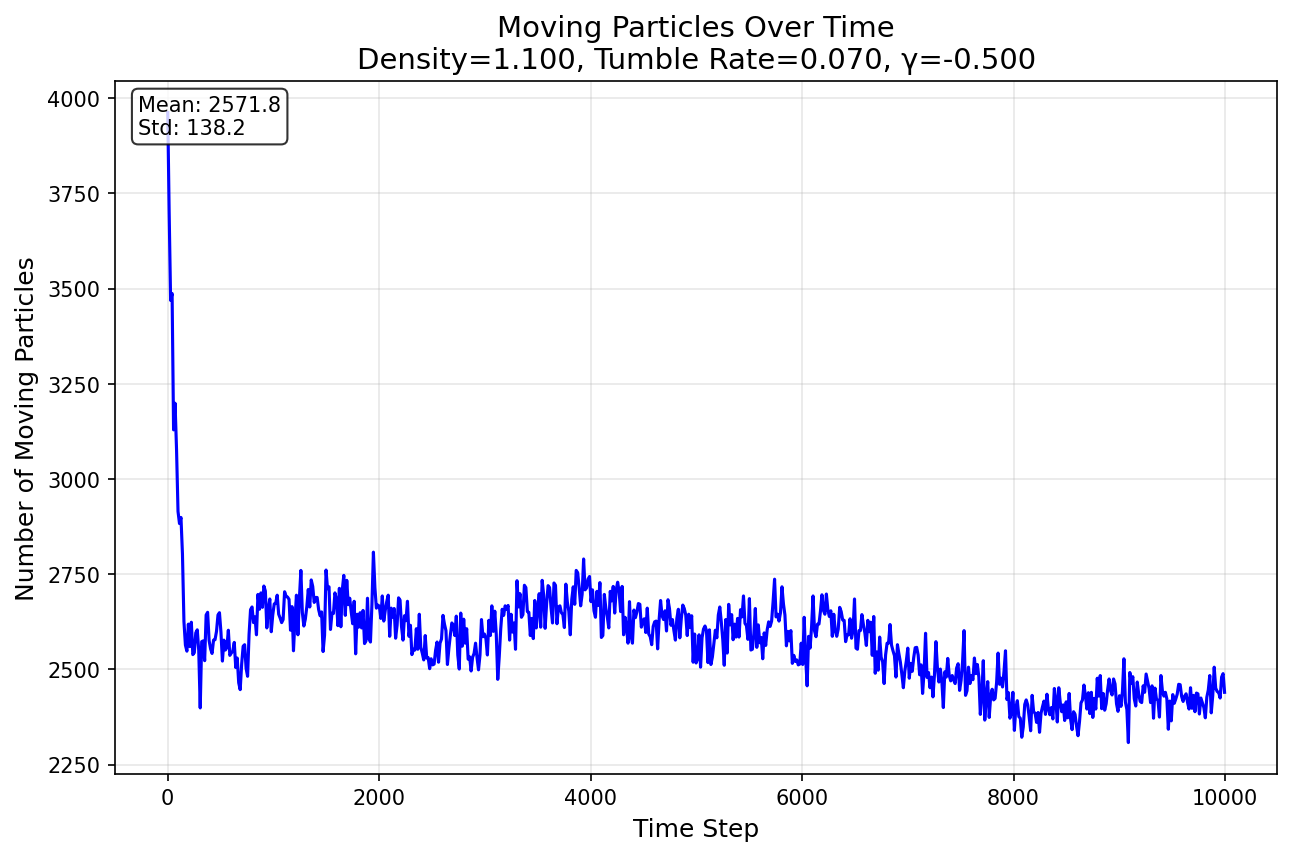 Moving Particles Over Time
Density=1.100, Tumble Rate=0.070, γ=-0.500
Mean: 2571.8
Std: 138.2
Number of Moving Particles
4000
3750
3500
3250
3000
2750
2500
2250
0 2000 4000 6000 8000 10000
Time Step